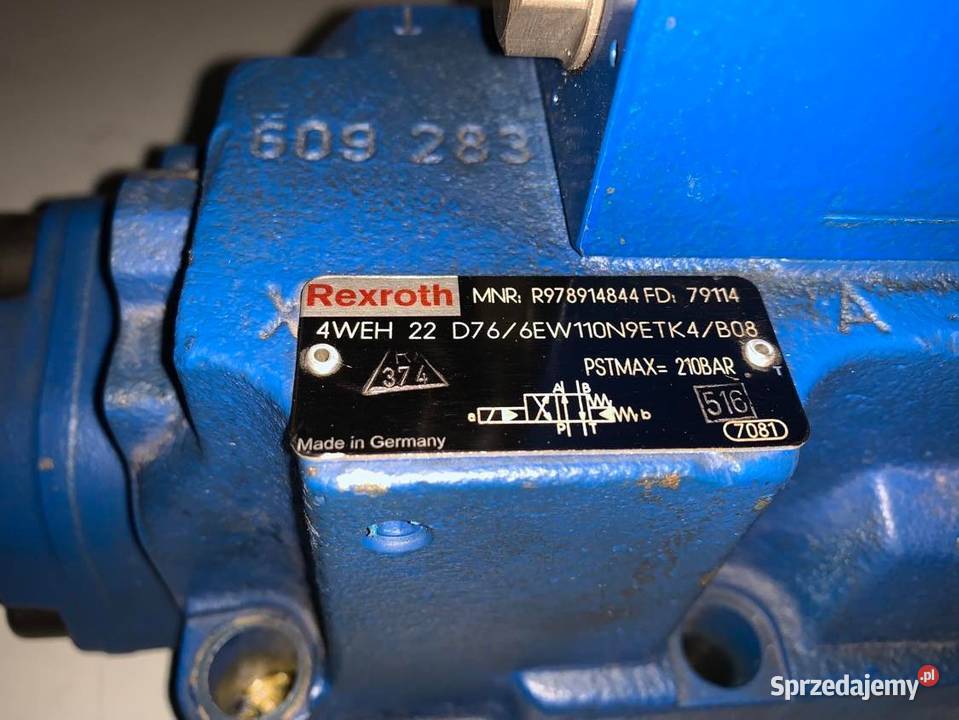 609 283
Rexroth MNR: R978914844 FD: 79114
4WEH 22 D76/6EW110N9ETK4/B08
PSTMAX= 210BAR
374
516
A B
a b
P T
7081
Made in Germany
X
A
T
Sprzedajemy.pl